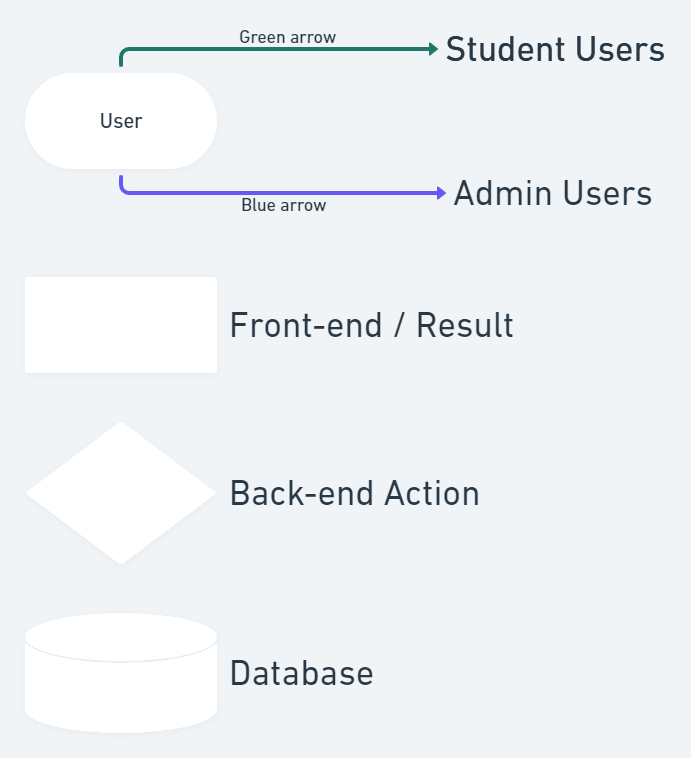 Green arrow
Student Users
User
Admin Users
Blue arrow
Front-end / Result
Back-end Action
Database